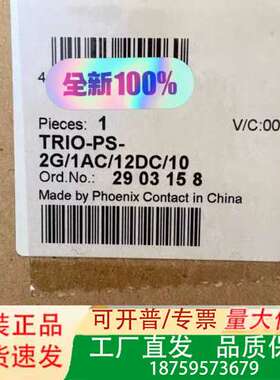 4
全新100%
Pieces: 1
V/C:00
TRIO-PS-
2G/1AC/12DC/10
Ord.No.: 29 03 15 8
Made by Phoenix Contact in China
装正品 可开普/专票 量大
货速发 工厂直发 品质
18759573679